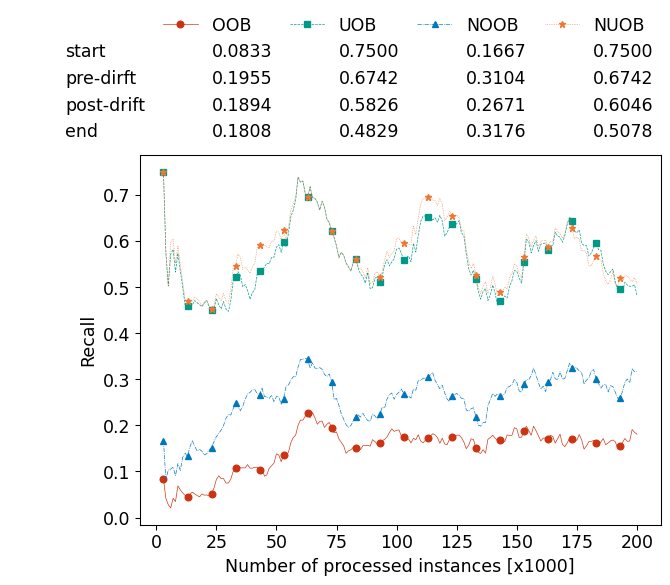 OOB UOB NOOB NUOB
start 0.0833 0.7500 0.1667 0.7500
pre-dirft 0.1955 0.6742 0.3104 0.6742
post-drift 0.1894 0.5826 0.2671 0.6046
end 0.1808 0.4829 0.3176 0.5078
0.7
0.6
0.5
0.4
0.3
0.2
0.1
0.0
Recall
0 25 50 75 100 125 150 175 200
Number of processed instances [x1000]